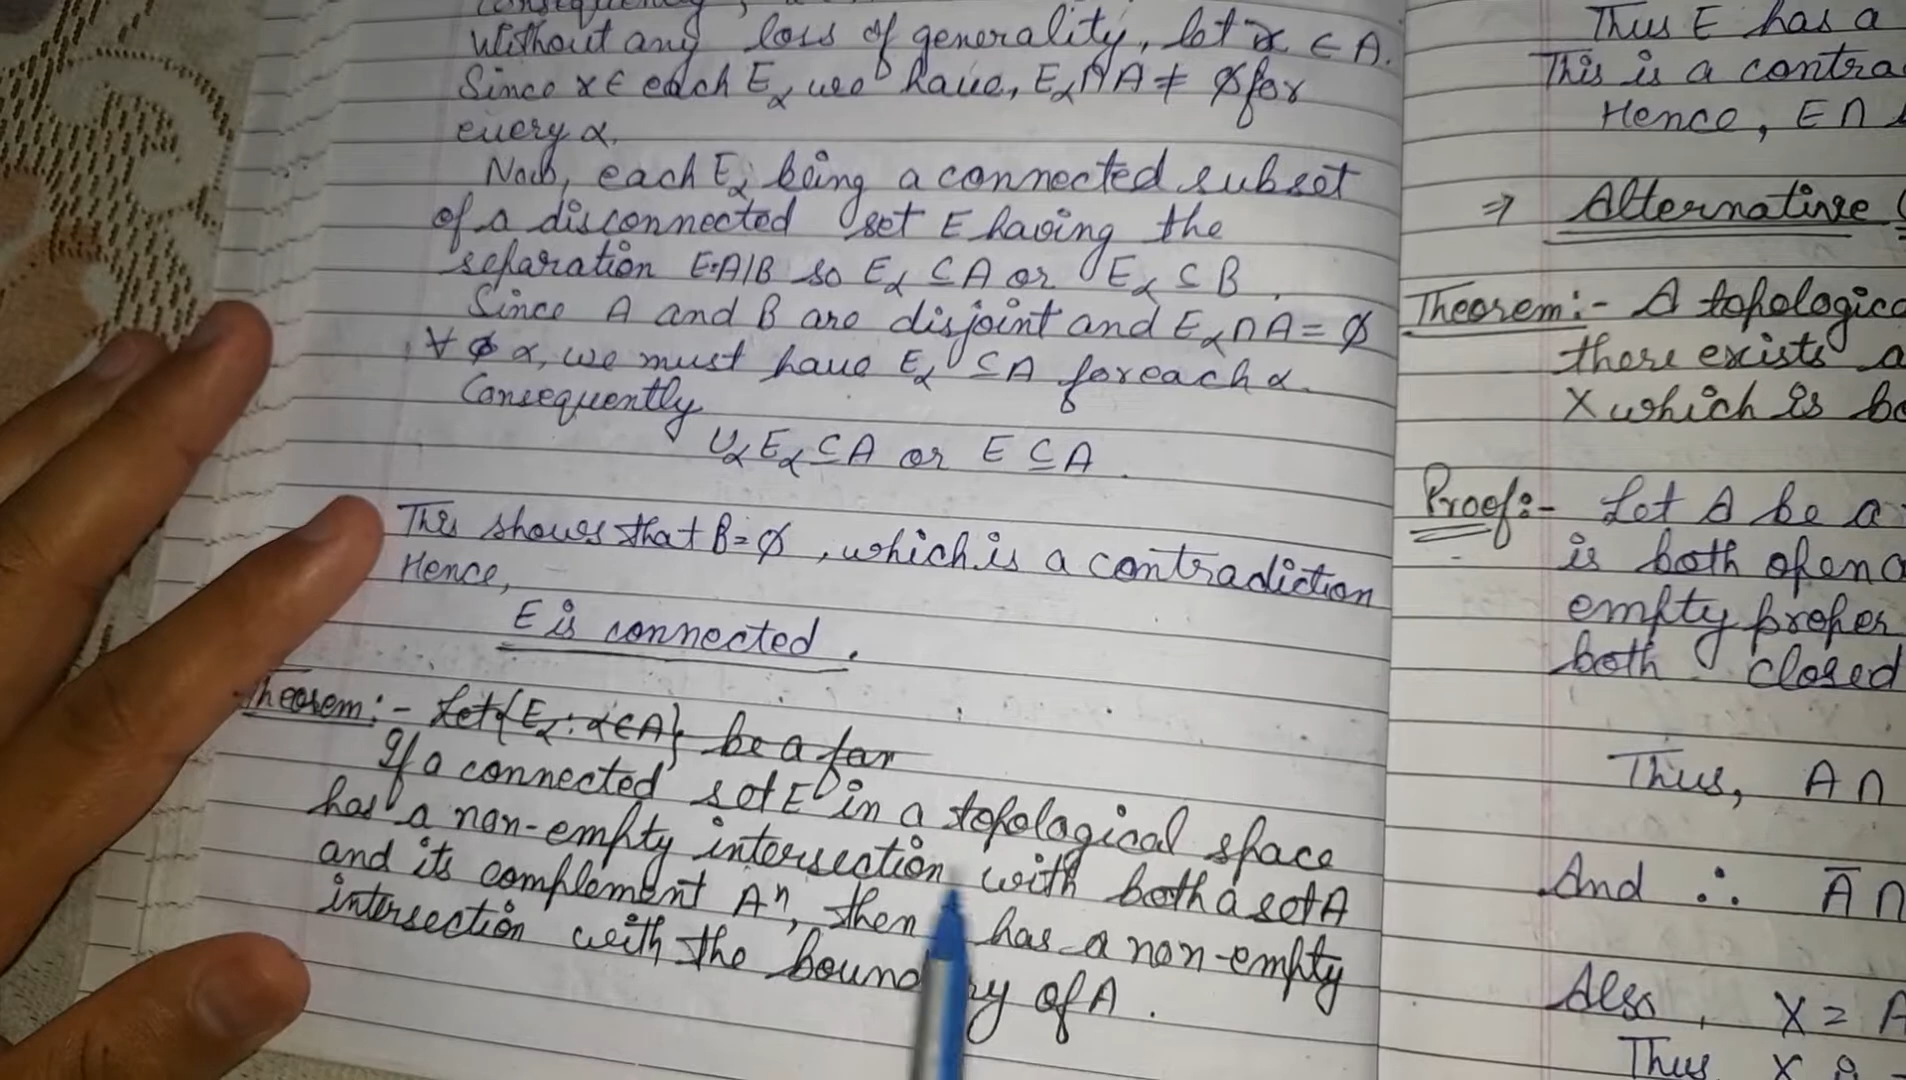 Without any loss of generality, let x ∈ A.
Since x ∈ each E_α we have, E_α ∩ A ≠ ∅ for
every α.
Now, each E_α being a connected subset
of a disconnected set E having the
separation E=A/B so E_α ⊆ A or E_α ⊆ B.
Since A and B are disjoint and E_α ∩ A = ∅
∀ α, we must have E_α ⊆ A for each α.
Consequently
∪_α E_α ⊆ A or E ⊆ A.
This shows that B = ∅, which is a contradiction
Hence,
E is connected.
Theorem:- Let {E_α : α ∈ A} be a fam
If a connected set E in a topological space
has a non-empty intersection with both a set A
and its complement Aⁿ, then has a non-empty
intersection with the boundary of A.
Thus E has a
This is a contra
Hence, E ∩
⇒ Alternative
Theorem:- A topologica
there exists a
X which is bo
Proof:- Let A be a
is both open a
empty proper
both closed
Thus, A ∩
And ∴ Ā ∩
Also, X = A
Thus X